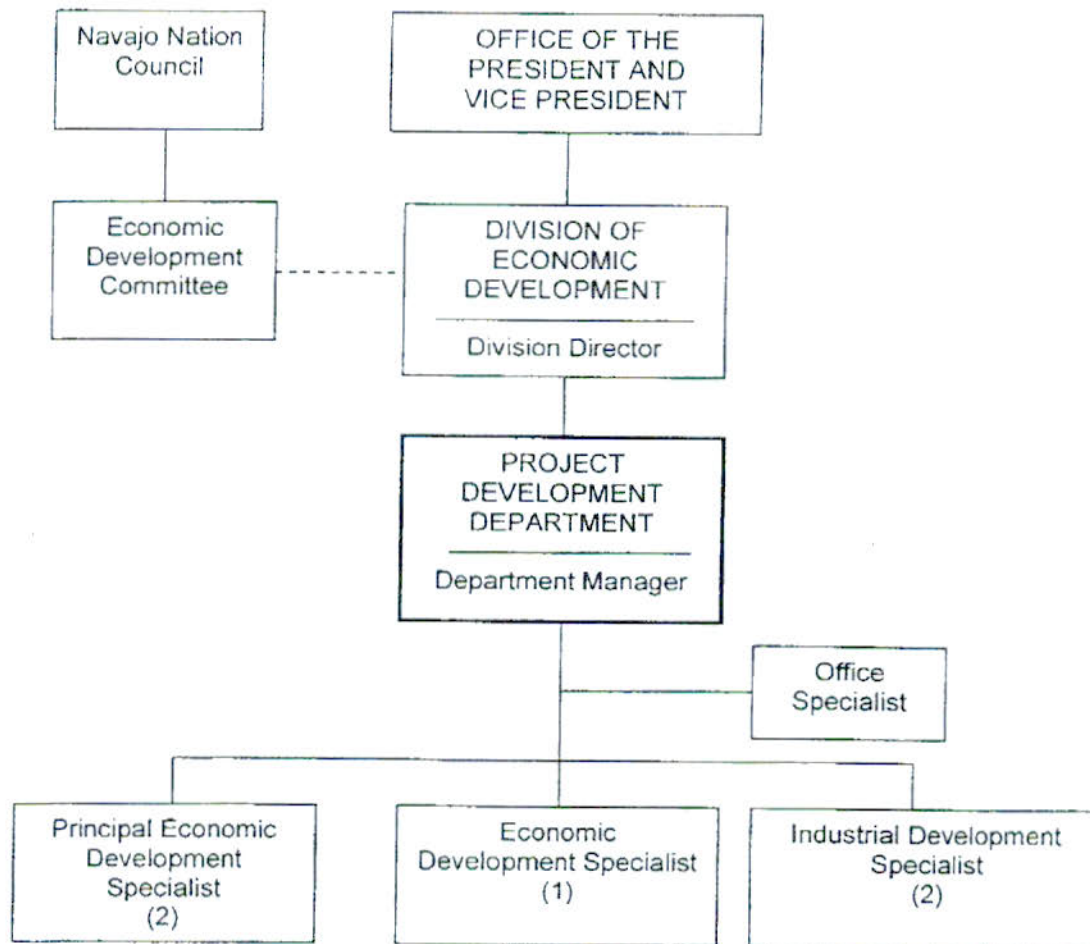 Navajo Nation
Council
OFFICE OF THE
PRESIDENT AND
VICE PRESIDENT
Economic
Development
Committee
DIVISION OF
ECONOMIC
DEVELOPMENT
Division Director
PROJECT
DEVELOPMENT
DEPARTMENT
Department Manager
Office
Specialist
Principal Economic
Development
Specialist
(2)
Economic
Development Specialist
(1)
Industrial Development
Specialist
(2)